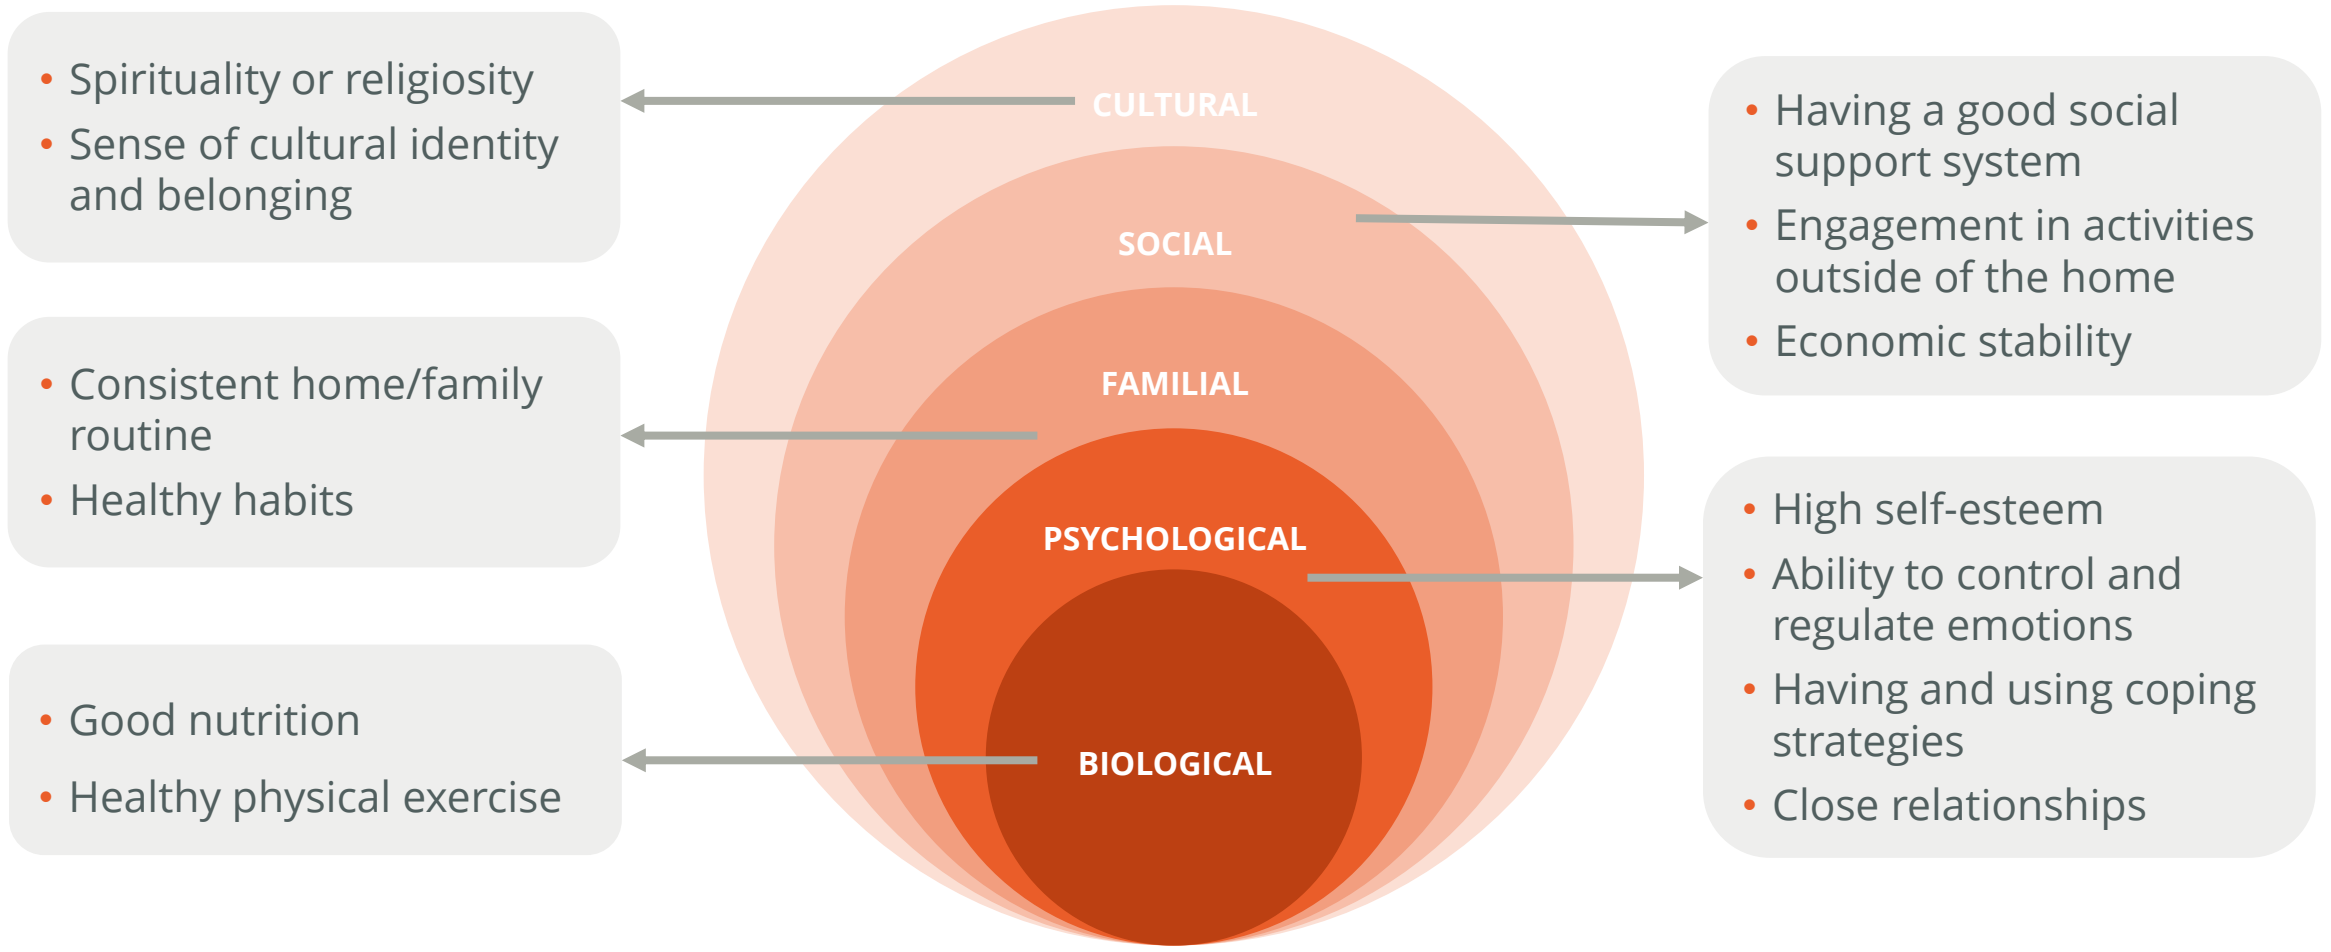 • Spirituality or religiosity
• Sense of cultural identity
and belonging
• Consistent home/family
routine
• Healthy habits
• Good nutrition
• Healthy physical exercise
CULTURAL
SOCIAL
FAMILIAL
PSYCHOLOGICAL
BIOLOGICAL
• Having a good social
support system
• Engagement in activities
outside of the home
• Economic stability
• High self-esteem
• Ability to control and
regulate emotions
• Having and using coping
strategies
• Close relationships